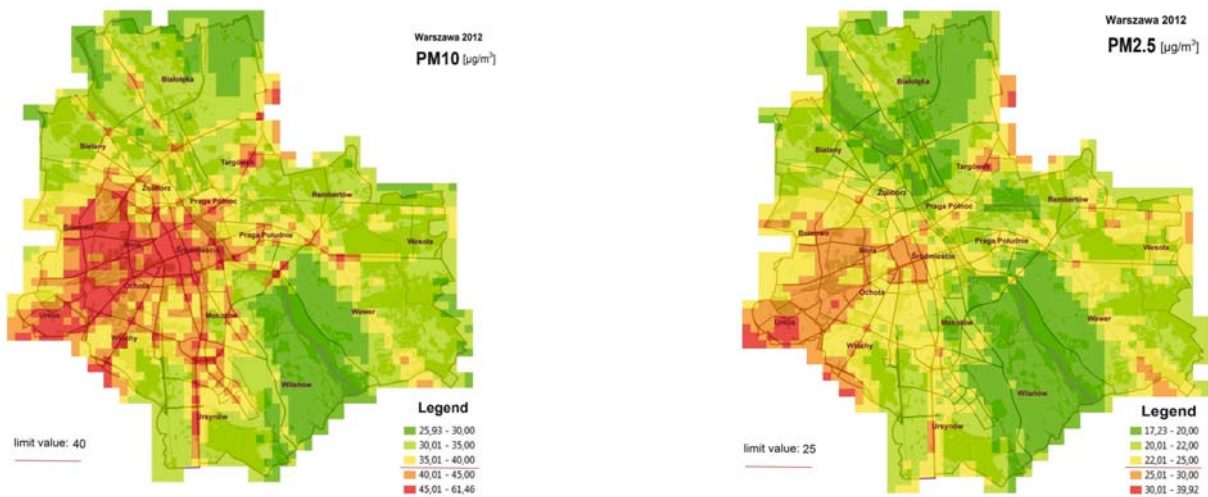 Warszawa 2012
PM10 [µg/m³]
Białołęka
Bielany
Targówek
Żoliborz
Rembertów
Praga Północ
Bemowo
Praga Południe
Wesoła
Wola
Śródmieście
Ochota
Ursus
Mokotów
Wawer
Włochy
Wilanów
Ursynów
limit value: 40
Legend
25,93 - 30,00
30,01 - 35,00
35,01 - 40,00
40,01 - 45,00
45,01 - 61,46
Warszawa 2012
PM2.5 [µg/m³]
Białołęka
Bielany
Targówek
Żoliborz
Rembertów
Praga Północ
Bemowo
Praga Południe
Wesoła
Wola
Śródmieście
Ochota
Ursus
Mokotów
Wawer
Włochy
Wilanów
Ursynów
limit value: 25
Legend
17,23 - 20,00
20,01 - 22,00
22,01 - 25,00
25,01 - 30,00
30,01 - 39,92